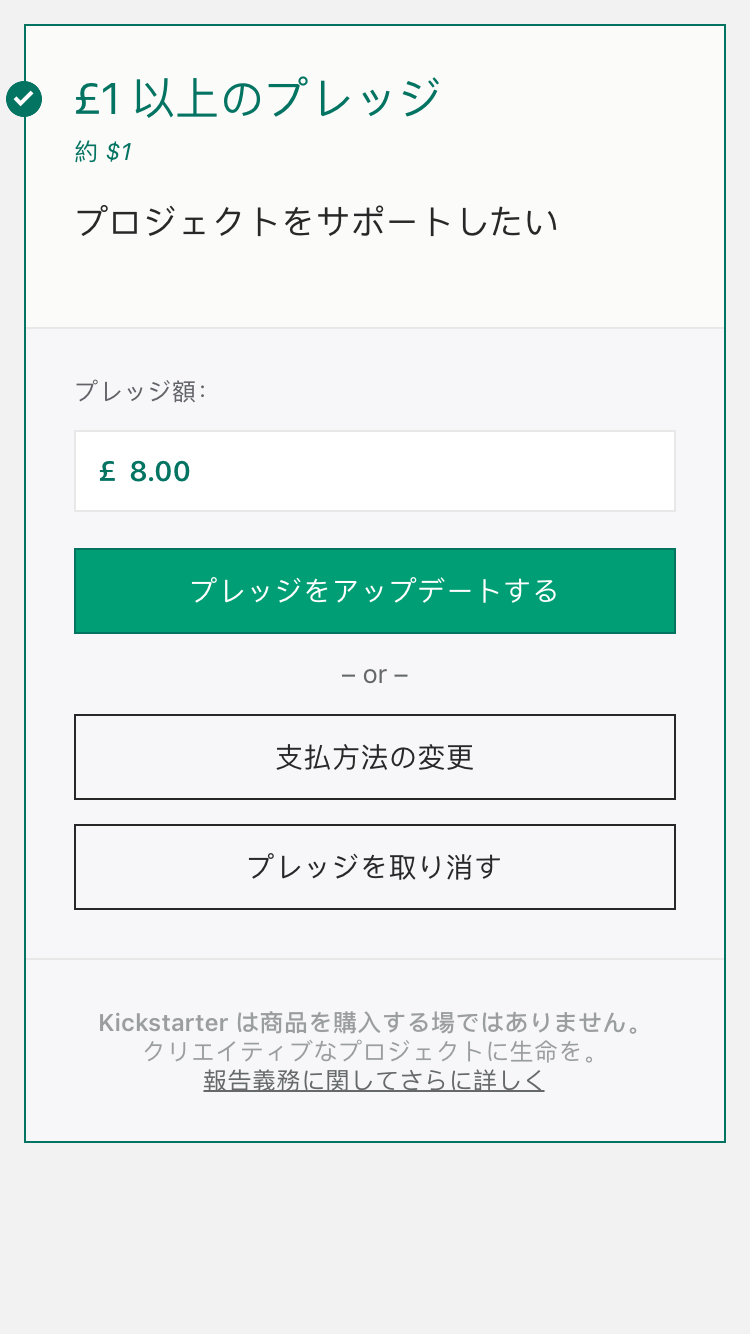 £1 以上のプレッジ
約 $1
プロジェクトをサポートしたい
プレッジ額:
£ 8.00
プレッジをアップデートする
– or –
支払方法の変更
プレッジを取り消す
Kickstarter は商品を購入する場ではありません。
クリエイティブなプロジェクトに生命を。
報告義務に関してさらに詳しく